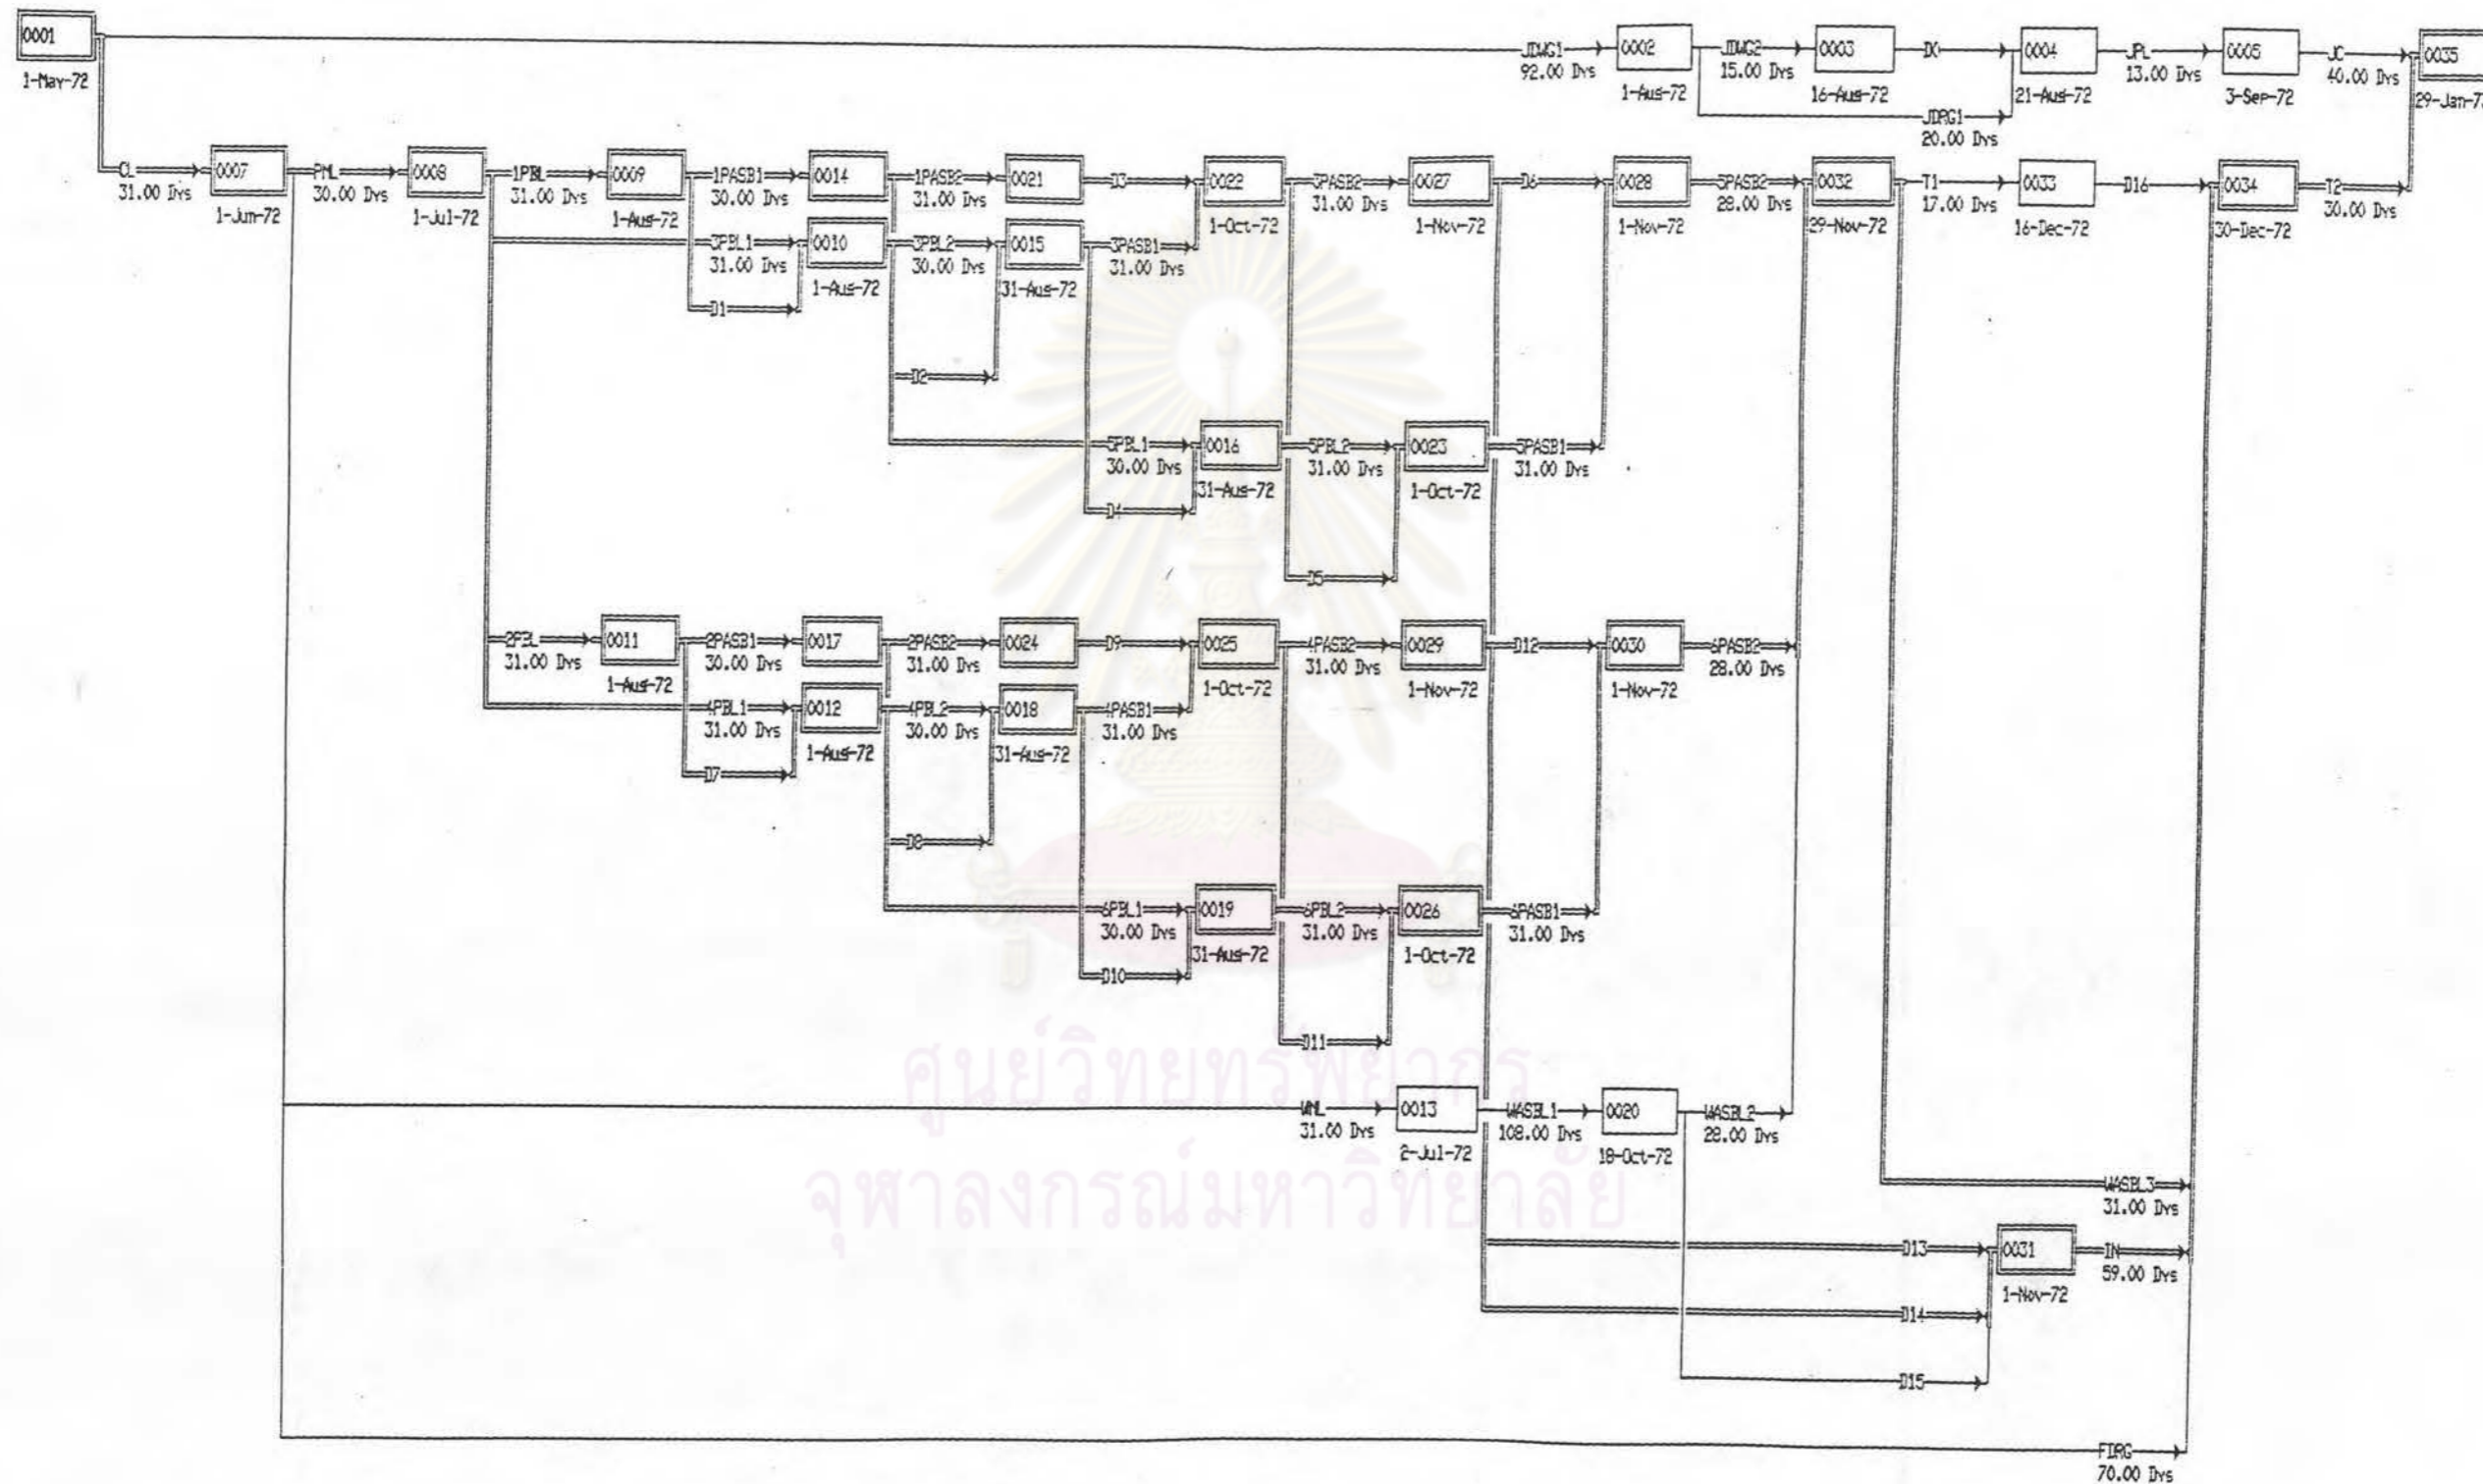 0001
1-May-72
JDWG1
92.00 Dys
0002
1-Aug-72
JDWG2
15.00 Dys
0003
16-Aug-72
D0
0004
21-Aug-72
JPL
13.00 Dys
0005
3-Sep-72
JC
40.00 Dys
0035
29-Jan-7
JDRG1
20.00 Dys
CL
31.00 Dys
0007
1-Jun-72
PML
30.00 Dys
0008
1-Jul-72
1PBL
31.00 Dys
0009
1-Aug-72
1PASB1
30.00 Dys
0014
1PASB2
31.00 Dys
0021
D3
0022
1-Oct-72
3PASB2
31.00 Dys
0027
1-Nov-72
D6
0028
1-Nov-72
5PASB2
28.00 Dys
0032
29-Nov-72
T1
17.00 Dys
0033
16-Dec-72
D16
0034
30-Dec-72
T2
30.00 Dys
3PBL1
31.00 Dys
0010
1-Aug-72
3PBL2
30.00 Dys
0015
31-Aug-72
3PASB1
31.00 Dys
D1
D2
5PBL1
30.00 Dys
0016
31-Aug-72
5PBL2
31.00 Dys
0023
1-Oct-72
5PASB1
31.00 Dys
D4
D5
2PBL
31.00 Dys
0011
1-Aug-72
2PASB1
30.00 Dys
0017
2PASB2
31.00 Dys
0024
D9
0025
1-Oct-72
4PASB2
31.00 Dys
0029
1-Nov-72
D12
0030
1-Nov-72
6PASB2
28.00 Dys
4PBL1
31.00 Dys
0012
1-Aug-72
4PBL2
30.00 Dys
0018
31-Aug-72
4PASB1
31.00 Dys
D7
D8
6PBL1
30.00 Dys
0019
31-Aug-72
6PBL2
31.00 Dys
0026
1-Oct-72
6PASB1
31.00 Dys
D10
D11
ศูนย์วิทยทรัพยากร
WML
31.00 Dys
0013
2-Jul-72
WASBL1
108.00 Dys
0020
18-Oct-72
WASBL2
28.00 Dys
จุฬาลงกรณ์มหาวิทยาลัย
WASBL3
31.00 Dys
D13
0031
1-Nov-72
IN
59.00 Dys
D14
D15
FDRG
70.00 Dys